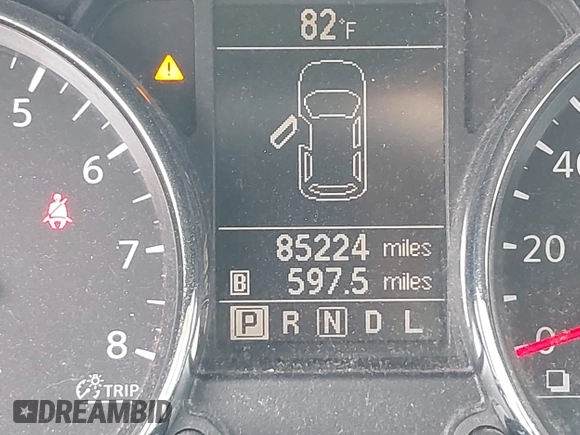 82°F
5
6
7
8
40
20
0
85224 miles
B 597.5 miles
P R N D L
TRIP
DREAMBID